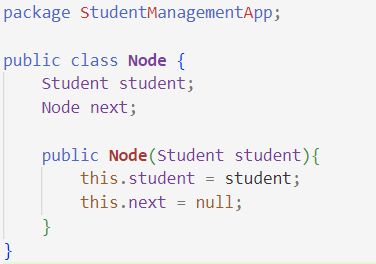 package StudentManagementApp;
public class Node {
Student student;
Node next;
public Node(Student student){
this.student = student;
this.next = null;
}
}